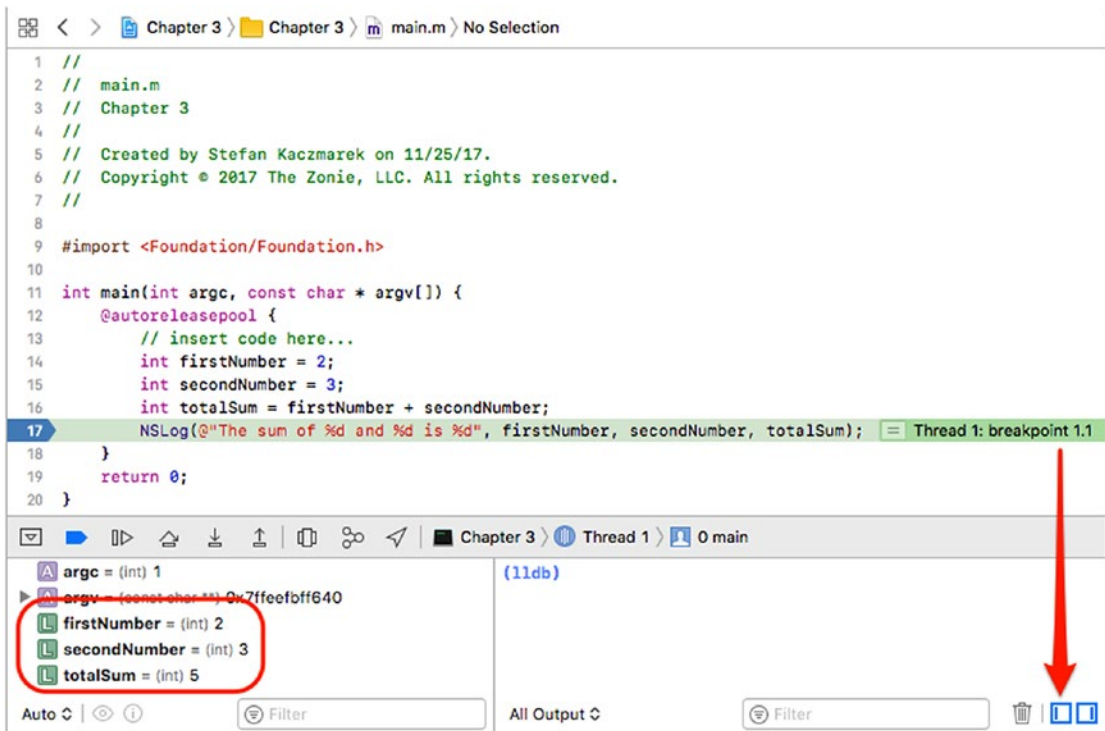 Chapter 3 〉 Chapter 3 〉 m main.m 〉 No Selection
1 //
2 // main.m
3 // Chapter 3
4 //
5 // Created by Stefan Kaczmarek on 11/25/17.
6 // Copyright © 2017 The Zonie, LLC. All rights reserved.
7 //
8
9 #import <Foundation/Foundation.h>
10
11 int main(int argc, const char * argv[]) {
12 @autoreleasepool {
13 // insert code here...
14 int firstNumber = 2;
15 int secondNumber = 3;
16 int totalSum = firstNumber + secondNumber;
17 NSLog(@"The sum of %d and %d is %d", firstNumber, secondNumber, totalSum); = Thread 1: breakpoint 1.1
18 }
19 return 0;
20 }
Chapter 3 〉 Thread 1 〉 0 main
A argc = (int) 1
A argv = (const char **) 0x7ffeefbff640
L firstNumber = (int) 2
L secondNumber = (int) 3
L totalSum = (int) 5
Auto
Filter
(lldb)
All Output
Filter